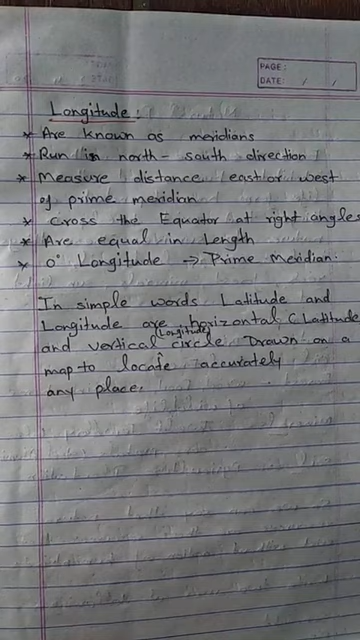 PAGE:
DATE: / /
Longitude:
* Are known as meridians
* Run in north-south direction
* Measure distance east or west
of prime meridian
* Cross the Equator at right angles
* Are equal in Length
* 0° Longitude → Prime Meridian.
In simple words Latitude and
Longitude are horizontal (Latitude
and vertical (Longitude) circle Drawn on a
map to locate accurately
any place.